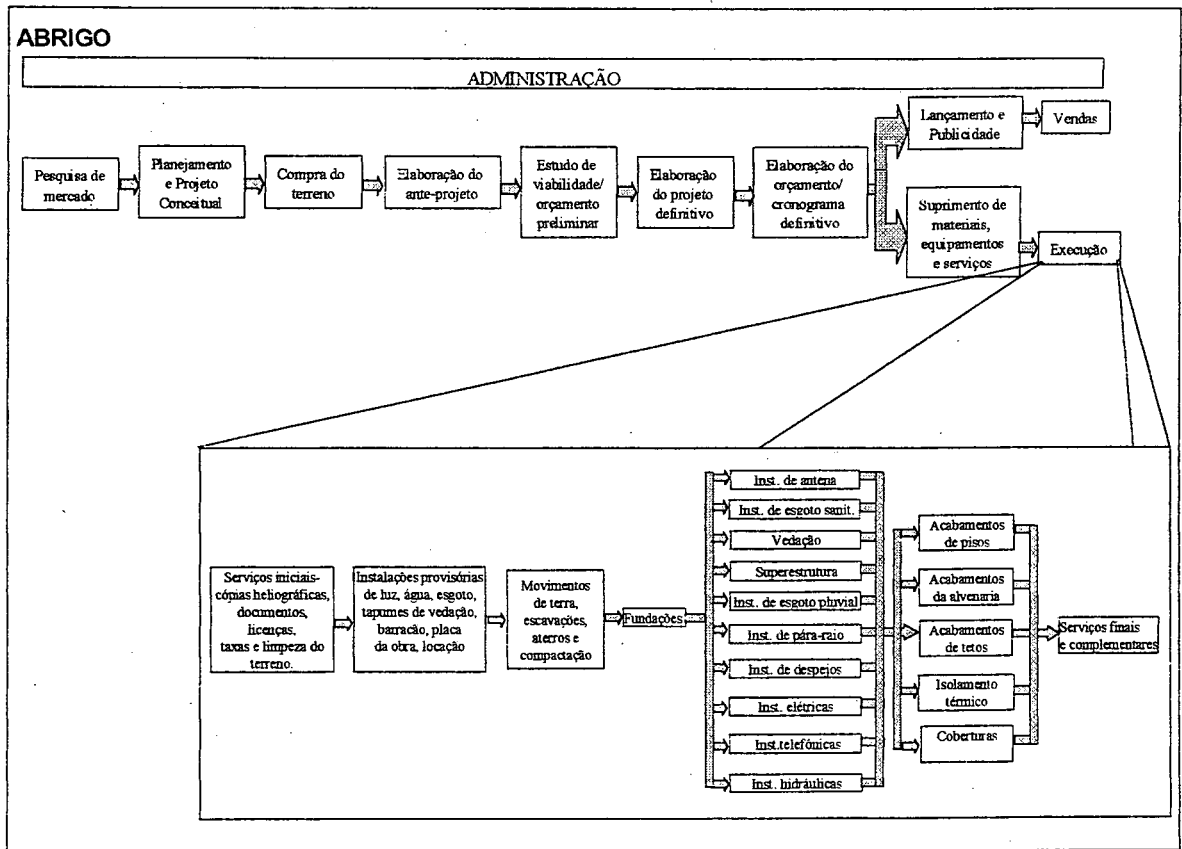 ABRIGO
ADMINISTRAÇÃO
Pesquisa de
mercado
Planejamento
e Projeto
Conceitual
Compra do
terreno
Elaboração do
ante-projeto
Estudo de
viabilidade/
orçamento
preliminar
Elaboração
do projeto
definitivo
Elaboração do
orçamento/
cronograma
definitivo
Lançamento e
Publicidade
Vendas
Suprimento de
materiais,
equipamentos
e serviços
Execução
Serviços iniciais-
cópias heliográficas,
documentos,
licenças,
taxas e limpeza do
terreno.
Instalações provisórias
de luz, água, esgoto,
tapumes de vedação,
barracão, placa
da obra, locação
Movimentos
de terra,
escavações,
aterros e
compactação
Fundações
Inst. de antena
Inst. de esgoto sanit.
Vedação
Superestrutura
Inst. de esgoto pluvial
Inst. de pára-raio
Inst. de despejos
Inst. elétricas
Inst.telefônicas
Inst. hidráulicas
Acabamentos
de pisos
Acabamentos
da alvenaria
Acabamentos
de tetos
Isolamento
térmico
Coberturas
Serviços finais
e complementares